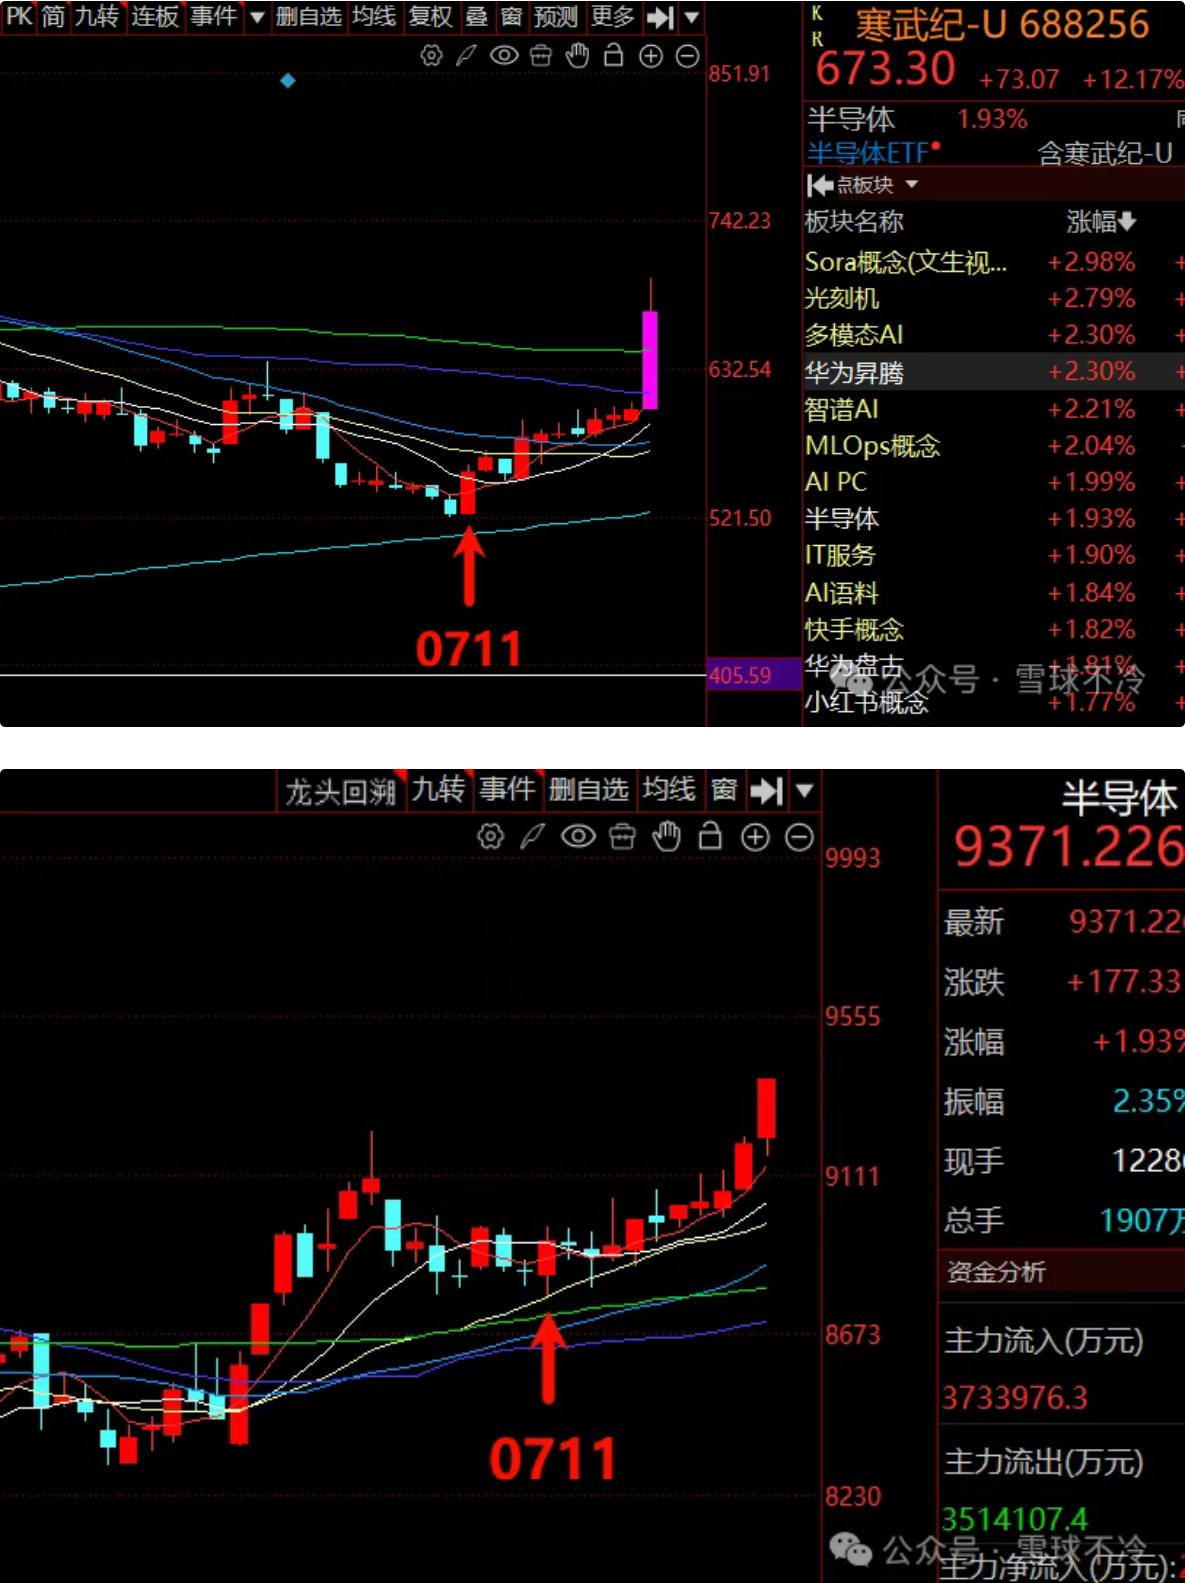 PK 简 九转 连板 事件 删自选 均线 复权 叠 窗 预测 更多
K
R
寒武纪-U 688256
673.30 +73.07 +12.17%
半导体 1.93%
半导体ETF 含寒武纪-U
点板块
板块名称 涨幅
Sora概念(文生视... +2.98%
光刻机 +2.79%
多模态AI +2.30%
华为昇腾 +2.30%
智谱AI +2.21%
MLOps概念 +2.04%
AI PC +1.99%
半导体 +1.93%
IT服务 +1.90%
AI语料 +1.84%
快手概念 +1.82%
华为盘古 +1.81%
小红书概念 +1.77%
公众号 · 雪球不冷
851.91
742.23
632.54
521.50
405.59
0711
龙头回溯 九转 事件 删自选 均线 窗
半导体
9371.226
最新 9371.226
涨跌 +177.33
涨幅 +1.93%
振幅 2.35%
现手 12286
总手 1907万
资金分析
主力流入(万元)
3733976.3
主力流出(万元)
3514107.4
主力净流入(万元):
公众号 · 雪球不冷
9993
9555
9111
8673
8230
0711